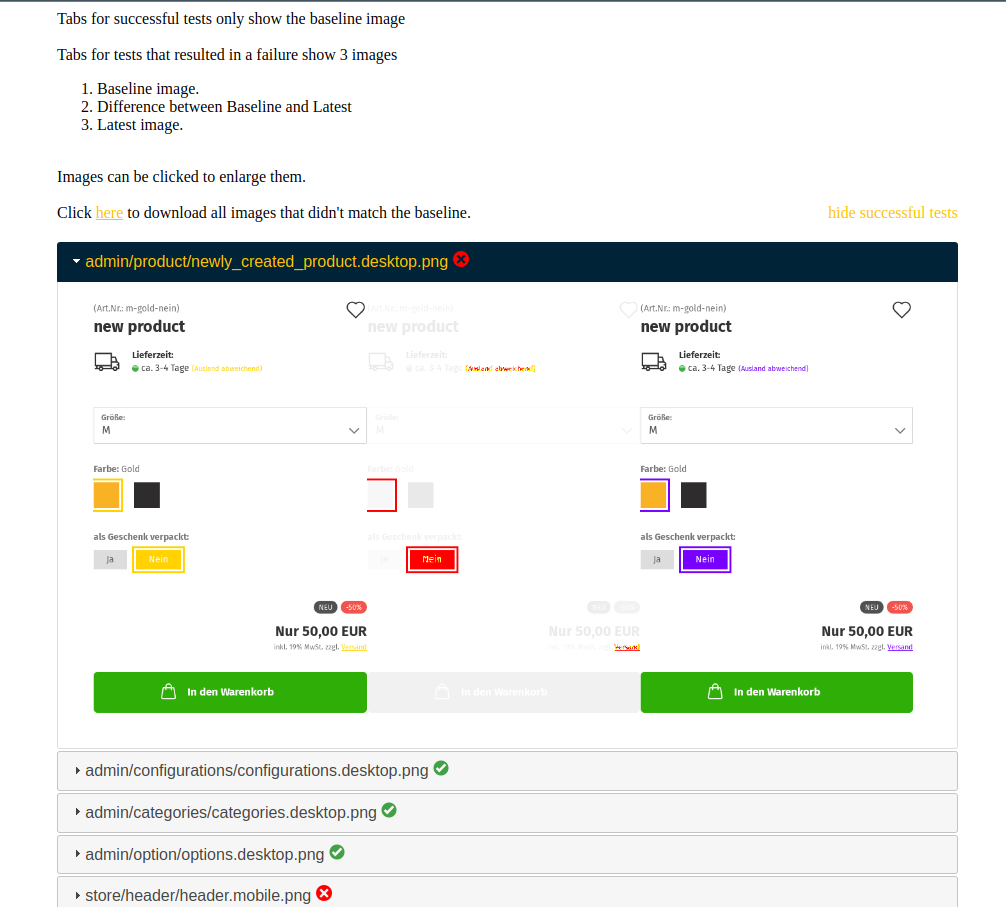 Tabs for successful tests only show the baseline image
Tabs for tests that resulted in a failure show 3 images
1. Baseline image.
2. Difference between Baseline and Latest
3. Latest image.
Images can be clicked to enlarge them.
Click here to download all images that didn't match the baseline.
hide successful tests
admin/product/newly_created_product.desktop.png
(Art.Nr.: m-gold-nein)
new product
Lieferzeit:
ca. 3-4 Tage (Ausland abweichend)
Größe:
M
Farbe: Gold
als Geschenk verpackt:
Ja Nein
NEU -50%
Nur 50,00 EUR
inkl. 19% MwSt. zzgl. Versand
In den Warenkorb
(Art.Nr.: m-gold-nein)
new product
Lieferzeit:
ca. 3-4 Tage (Ausland abweichend)
Größe:
M
Farbe: Gold
als Geschenk verpackt:
Ja Nein
NEU -50%
Nur 50,00 EUR
inkl. 19% MwSt. zzgl. Versand
In den Warenkorb
(Art.Nr.: m-gold-nein)
new product
Lieferzeit:
ca. 3-4 Tage (Ausland abweichend)
Größe:
M
Farbe: Gold
als Geschenk verpackt:
Ja Nein
NEU -50%
Nur 50,00 EUR
inkl. 19% MwSt. zzgl. Versand
In den Warenkorb
admin/configurations/configurations.desktop.png
admin/categories/categories.desktop.png
admin/option/options.desktop.png
store/header/header.mobile.png